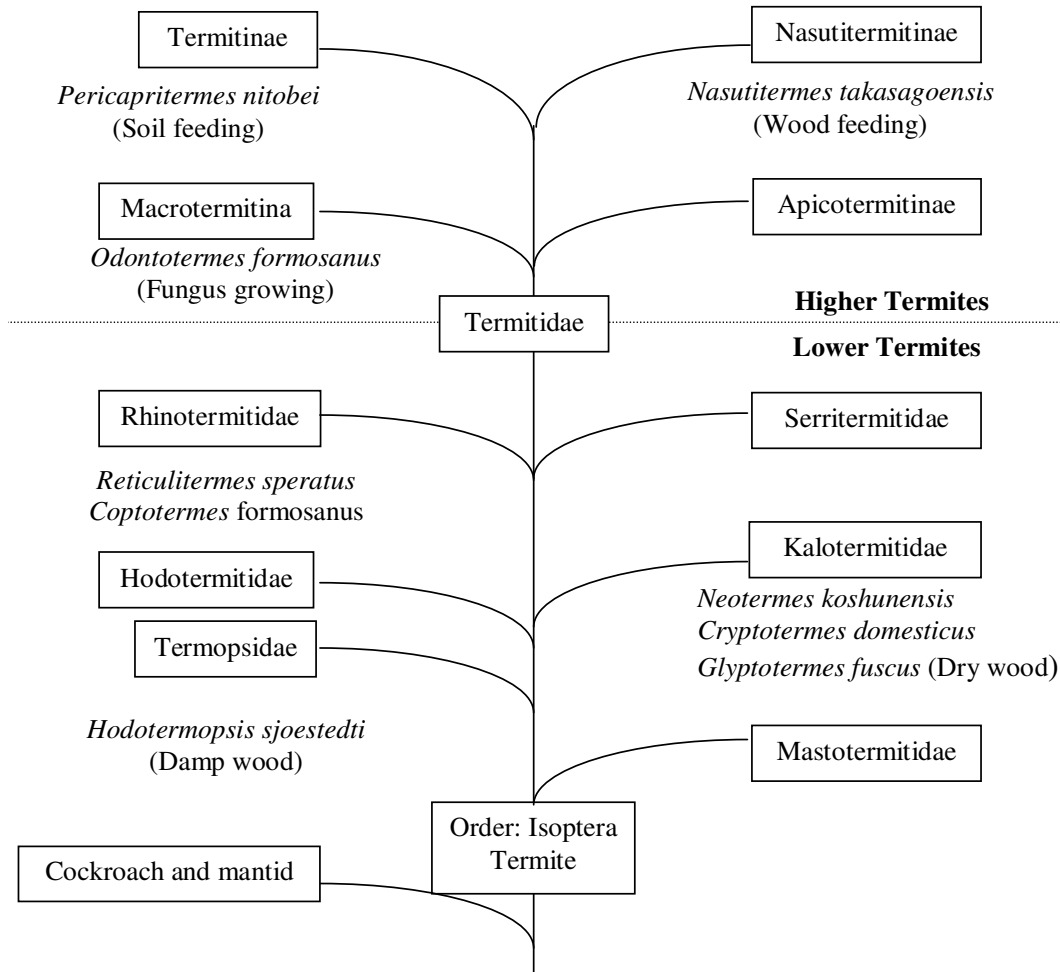 Termitinae
Nasutitermitinae
Pericapritermes nitobei
(Soil feeding)
Nasutitermes takasagoensis
(Wood feeding)
Macrotermitina
Apicotermitinae
Odontotermes formosanus
(Fungus growing)
Higher Termites
Termitidae
Lower Termites
Rhinotermitidae
Serritermitidae
Reticulitermes speratus
Coptotermes formosanus
Kalotermitidae
Hodotermitidae
Neotermes koshunensis
Cryptotermes domesticus
Termopsidae
Glyptotermes fuscus (Dry wood)
Hodotermopsis sjoestedti
(Damp wood)
Mastotermitidae
Order: Isoptera
Termite
Cockroach and mantid